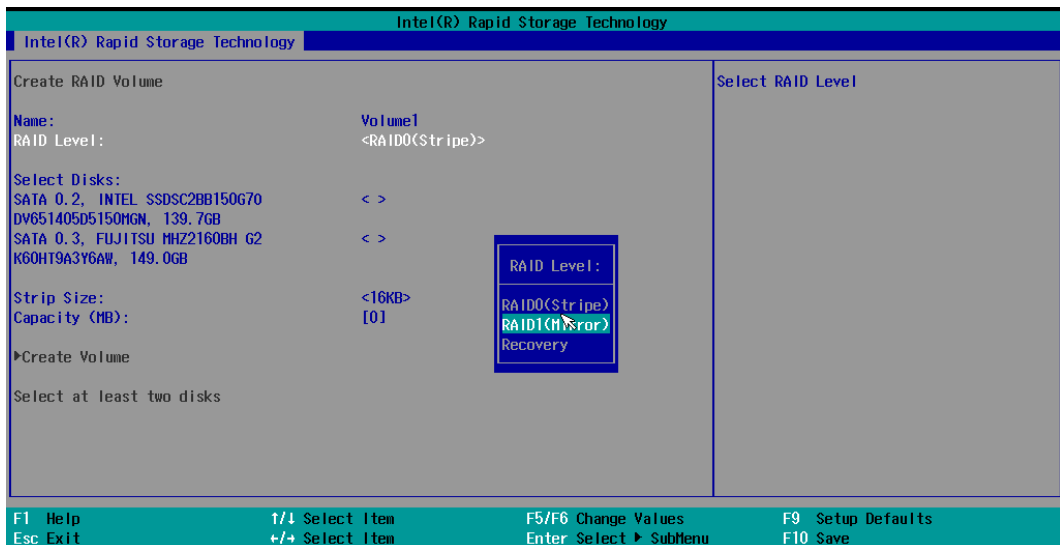 Intel(R) Rapid Storage Technology
Intel(R) Rapid Storage Technology
Create RAID Volume
Select RAID Level
Name: Volume1
RAID Level: <RAID0(Stripe)>
Select Disks:
SATA 0.2, INTEL SSDSC2BB150G70 < >
DV651405D5150MGN, 139.7GB
SATA 0.3, FUJITSU MHZ2160BH G2 < >
K60HT9A3Y6AW, 149.0GB
Strip Size: <16KB>
Capacity (MB): [0]
▶Create Volume
Select at least two disks
RAID Level:
RAID0(Stripe)
RAID1(Mirror)
Recovery
F1 Help ↑/↓ Select Item F5/F6 Change Values F9 Setup Defaults
Esc Exit ←/→ Select Item Enter Select ▶ SubMenu F10 Save